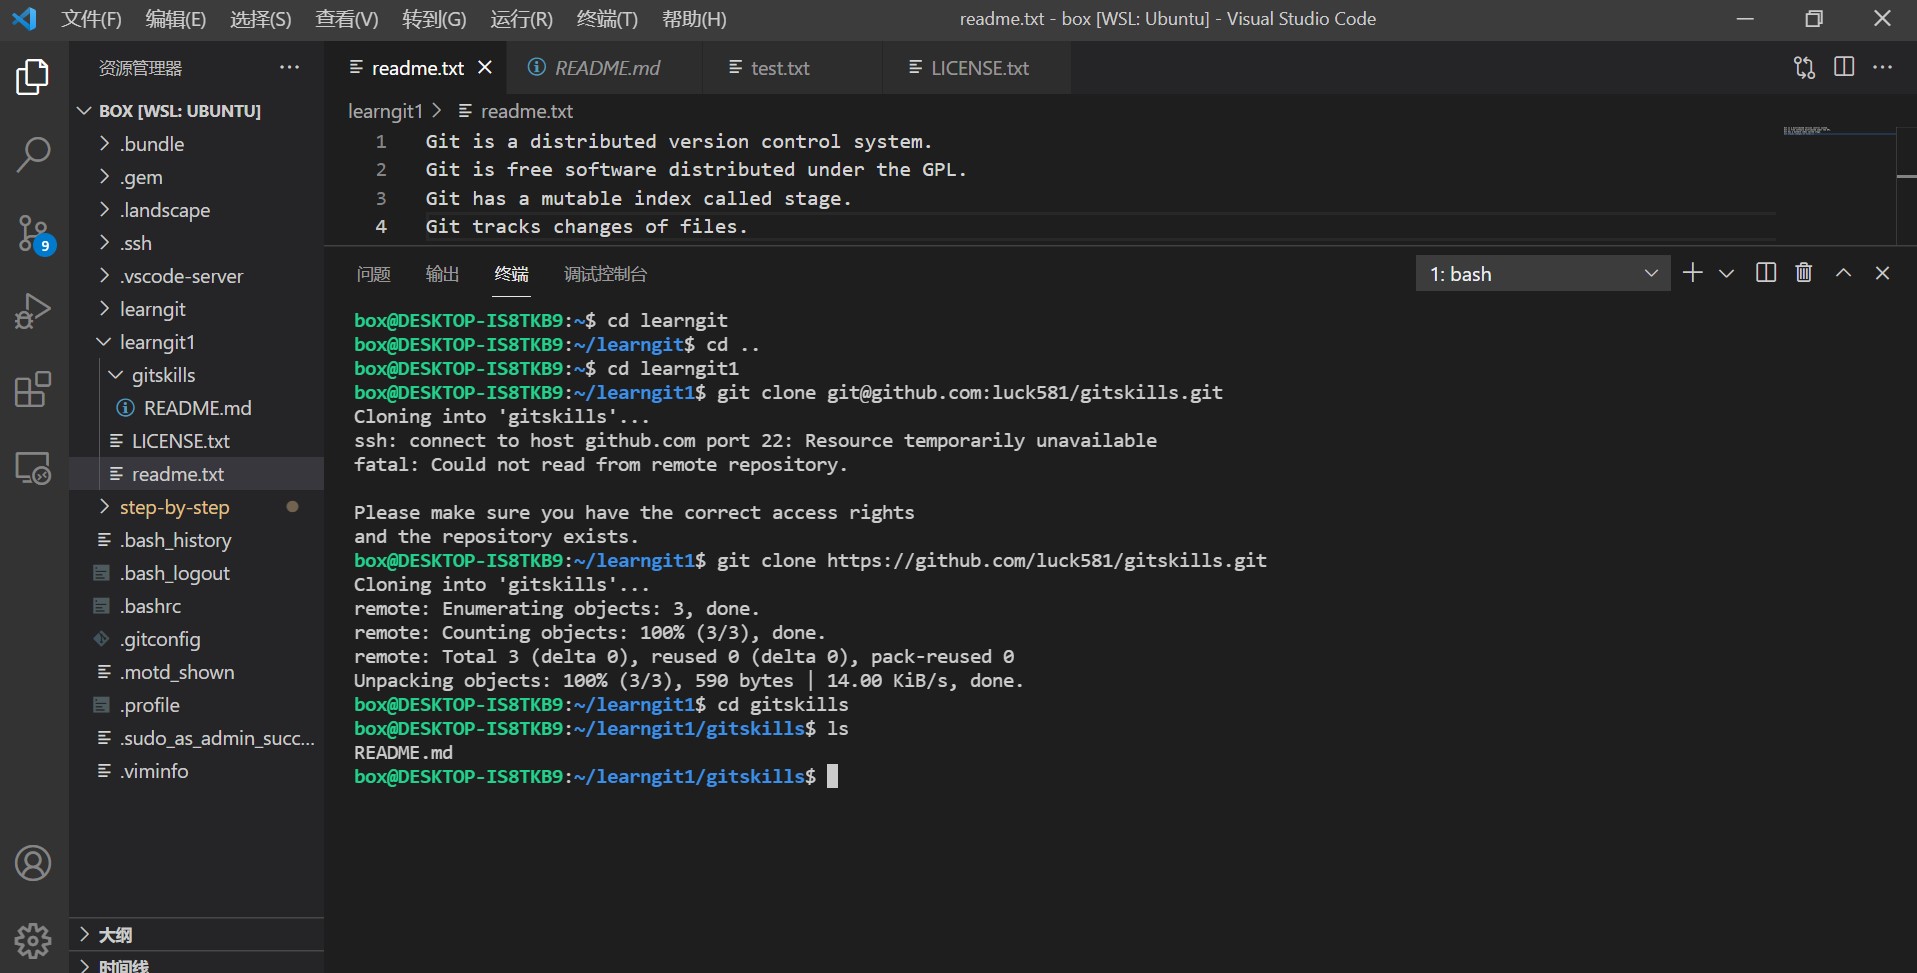 文件(F) 编辑(E) 选择(S) 查看(V) 转到(G) 运行(R) 终端(T) 帮助(H) readme.txt - box [WSL: Ubuntu] - Visual Studio Code
资源管理器
BOX [WSL: UBUNTU]
.bundle
.gem
.landscape
.ssh
.vscode-server
learngit
learngit1
gitskills
README.md
LICENSE.txt
readme.txt
step-by-step
.bash_history
.bash_logout
.bashrc
.gitconfig
.motd_shown
.profile
.sudo_as_admin_succ...
.viminfo
大纲
时间线
9
readme.txt README.md test.txt LICENSE.txt
learngit1 > readme.txt
1 Git is a distributed version control system.
2 Git is free software distributed under the GPL.
3 Git has a mutable index called stage.
4 Git tracks changes of files.
问题 输出 终端 调试控制台 1: bash
box@DESKTOP-IS8TKB9:~$ cd learngit
box@DESKTOP-IS8TKB9:~/learngit$ cd ..
box@DESKTOP-IS8TKB9:~$ cd learngit1
box@DESKTOP-IS8TKB9:~/learngit1$ git clone git@github.com:luck581/gitskills.git
Cloning into 'gitskills'...
ssh: connect to host github.com port 22: Resource temporarily unavailable
fatal: Could not read from remote repository.
Please make sure you have the correct access rights
and the repository exists.
box@DESKTOP-IS8TKB9:~/learngit1$ git clone https://github.com/luck581/gitskills.git
Cloning into 'gitskills'...
remote: Enumerating objects: 3, done.
remote: Counting objects: 100% (3/3), done.
remote: Total 3 (delta 0), reused 0 (delta 0), pack-reused 0
Unpacking objects: 100% (3/3), 590 bytes | 14.00 KiB/s, done.
box@DESKTOP-IS8TKB9:~/learngit1$ cd gitskills
box@DESKTOP-IS8TKB9:~/learngit1/gitskills$ ls
README.md
box@DESKTOP-IS8TKB9:~/learngit1/gitskills$